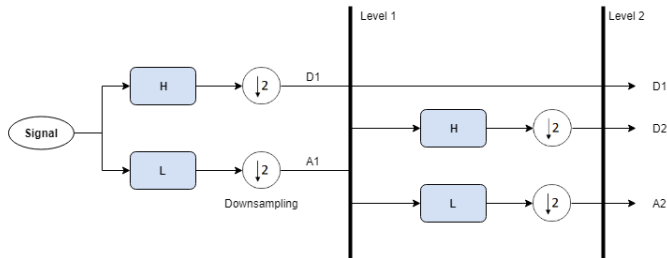 Level 1
Level 2
D1
H
↓2
D1
Signal
H
↓2
D2
L
↓2
A1
Downsampling
L
↓2
A2